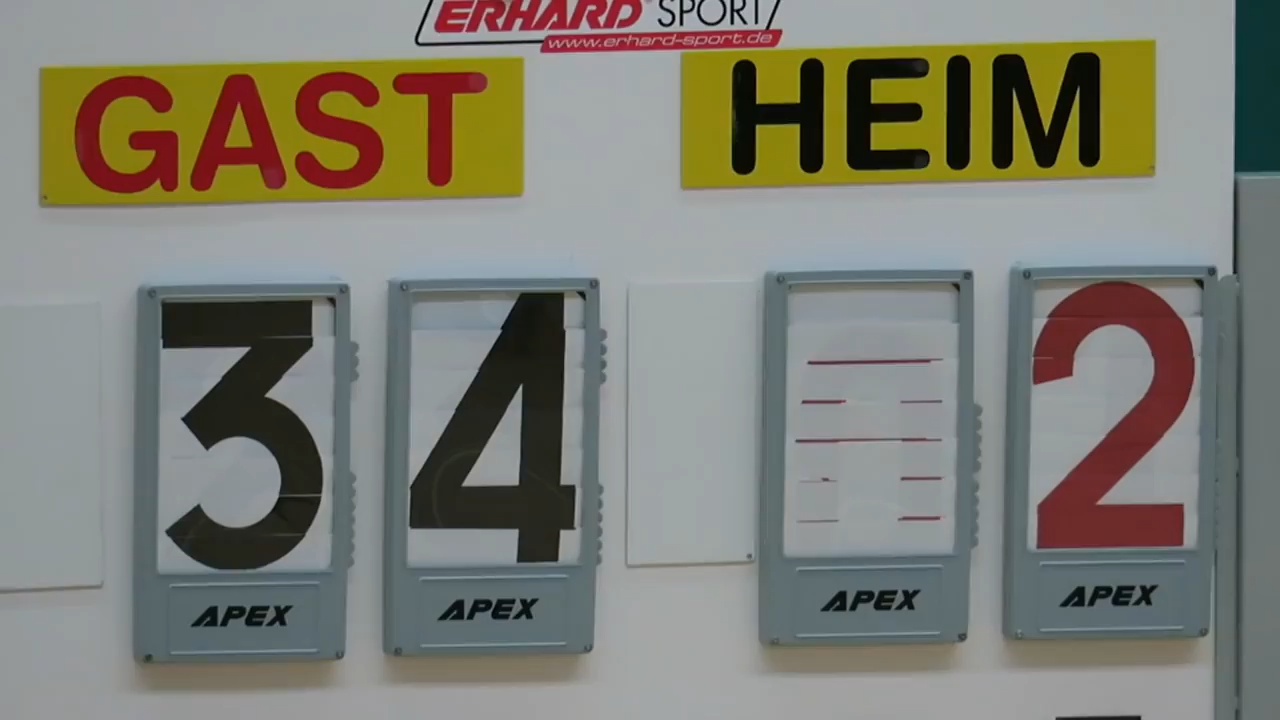 ERHARD SPORT
www.erhard-sport.de
GAST HEIM
3 4 2
APEX APEX APEX APEX